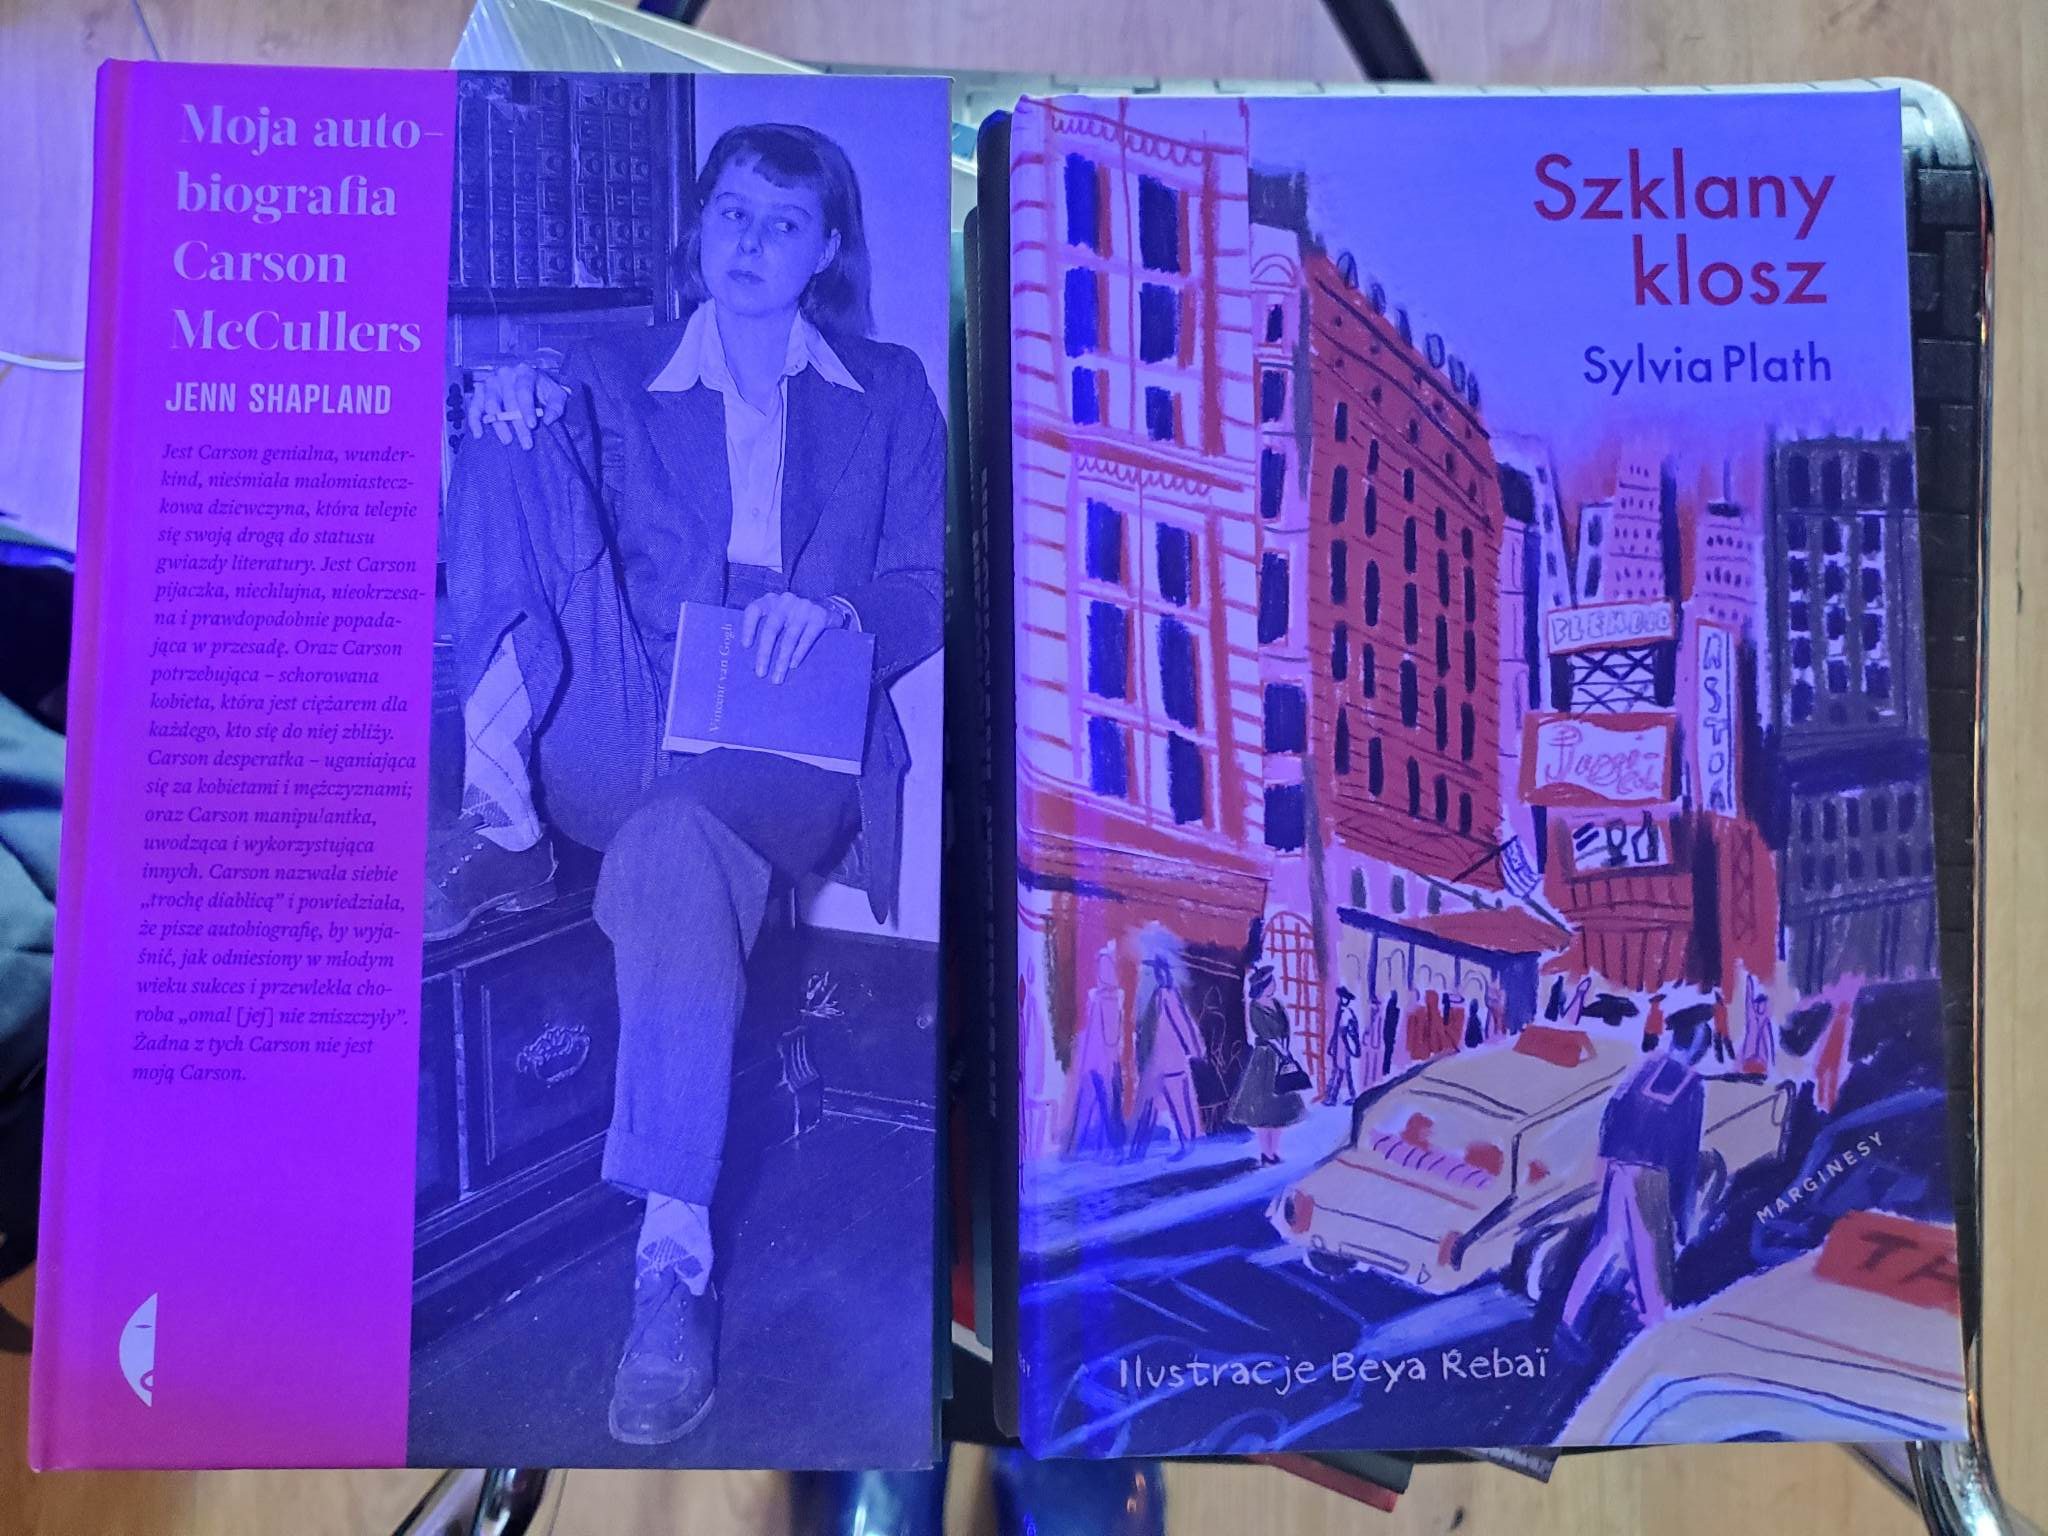 Moja auto-
biografia
Carson
McCullers
JENN SHAPLAND
Jest Carson genialna, wunder-
kind, nieśmiała małomiastecz-
kowa dziewczyna, która telepie
się swoją drogą do statusu
gwiazdy literatury. Jest Carson
pijaczka, niechlujna, nieokrzesa-
na i prawdopodobnie popada-
jąca w przesadę. Oraz Carson
potrzebująca – schorowana
kobieta, która jest ciężarem dla
każdego, kto się do niej zbliży.
Carson desperatka – uganiająca
się za kobietami i mężczyznami;
oraz Carson manipulantka,
uwodząca i wykorzystująca
innych. Carson nazwała siebie
„trochę diablicą” i powiedziała,
że pisze autobiografię, by wyja-
śnić, jak odniesiony w młodym
wieku sukces i przewlekła cho-
roba „omal [jej] nie zniszczyły”.
Żadna z tych Carson nie jest
moją Carson.
Vincent van Gogh
Szklany
klosz
Sylvia Plath
ASTOR
MARGINESY
TA
Ilustracje Beya Rebaï